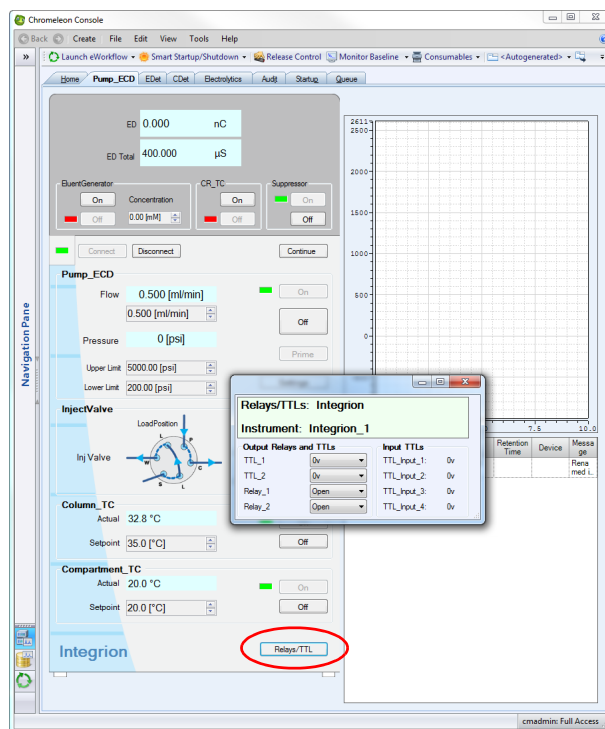 Chromeleon Console
Back Create File Edit View Tools Help
» Launch eWorkflow Smart Startup/Shutdown Release Control Monitor Baseline Consumables <Autogenerated>
Home Pump_ECD EDet CDet Electrolytics Audit Startup Queue
ED 0.000 nC
ED Total 400.000 µS
EluentGenerator CR_TC Suppressor
On Concentration On On
Off 0.00 [mM] Off Off
Connect Disconnect Continue
Pump_ECD
Flow 0.500 [ml/min] On
0.500 [ml/min] Off
Pressure 0 [psi]
Prime
Upper Limit 5000.00 [psi]
Lower Limit 200.00 [psi]
InjectValve
LoadPosition
Inj Valve
L P W C S L
Column_TC
Actual 32.8 °C
Setpoint 35.0 [°C] Off
Compartment_TC
Actual 20.0 °C On
Setpoint 20.0 [°C] Off
Integrion Relays/TTL
Navigation Pane
2611
2500
2000
1500
1000
500
0
7.5 10.0
Retention Time Device Messa ge
Rena med i..
Relays/TTLs: Integrion
Instrument: Integrion_1
Output Relays and TTLs Input TTLs
TTL_1 0v TTL_Input_1: 0v
TTL_2 0v TTL_Input_2: 0v
Relay_1 Open TTL_Input_3: 0v
Relay_2 Open TTL_Input_4: 0v
cmadmin: Full Access